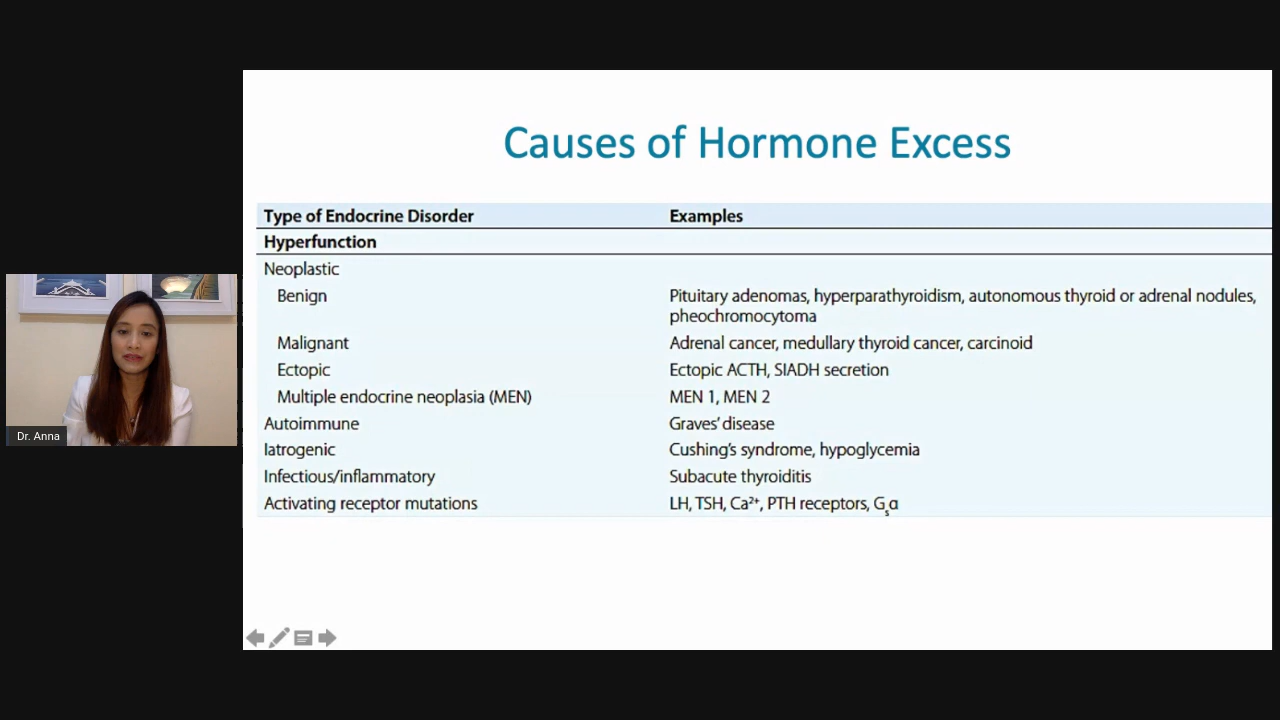 Causes of Hormone Excess
Type of Endocrine Disorder Examples
Hyperfunction
Neoplastic
Benign Pituitary adenomas, hyperparathyroidism, autonomous thyroid or adrenal nodules,
pheochromocytoma
Malignant Adrenal cancer, medullary thyroid cancer, carcinoid
Ectopic Ectopic ACTH, SIADH secretion
Multiple endocrine neoplasia (MEN) MEN 1, MEN 2
Autoimmune Graves’ disease
Iatrogenic Cushing’s syndrome, hypoglycemia
Infectious/inflammatory Subacute thyroiditis
Activating receptor mutations LH, TSH, Ca²⁺, PTH receptors, Gₛα
Dr. Anna